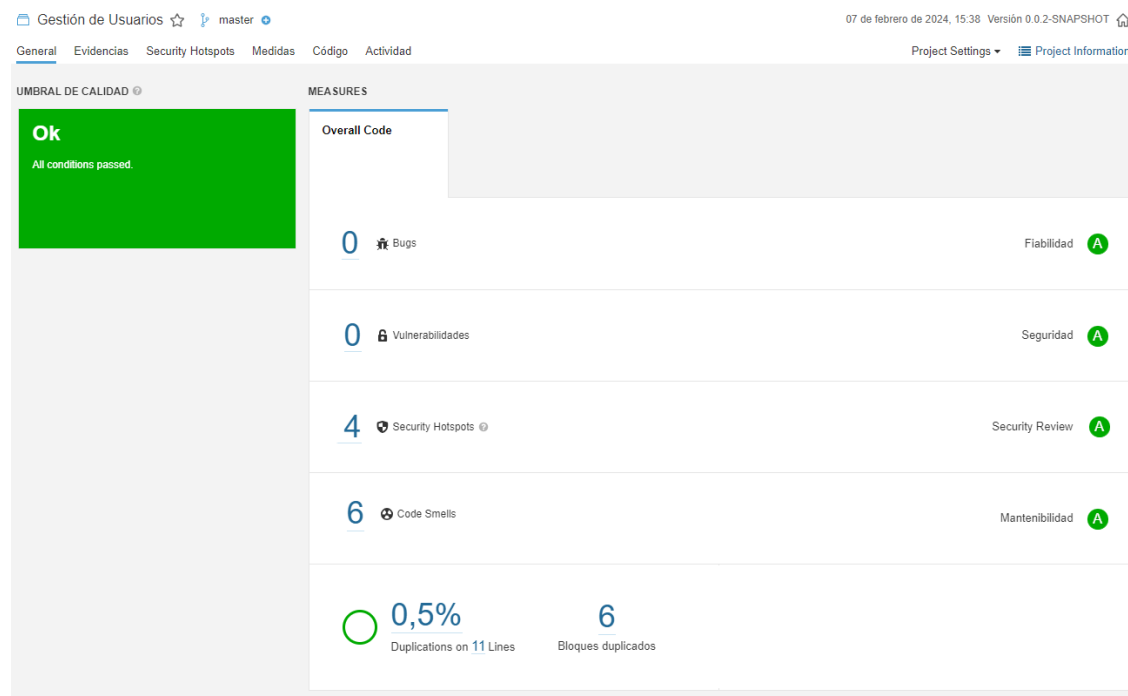 Gestión de Usuarios master 07 de febrero de 2024, 15:38 Versión 0.0.2-SNAPSHOT
General Evidencias Security Hotspots Medidas Código Actividad Project Settings Project Information
UMBRAL DE CALIDAD ?
MEASURES
Ok
All conditions passed.
Overall Code
0 Bugs Fiabilidad A
0 Vulnerabilidades Seguridad A
4 Security Hotspots ? Security Review A
6 Code Smells Mantenibilidad A
0,5%
Duplications on 11 Lines
6
Bloques duplicados